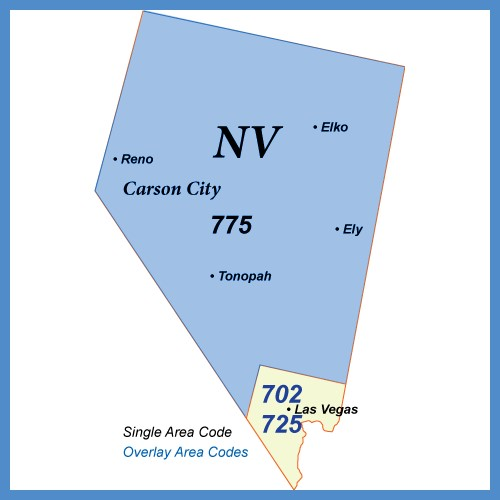 NV
• Elko
• Reno
Carson City
775
• Ely
• Tonopah
702
• Las Vegas
725
Single Area Code
Overlay Area Codes